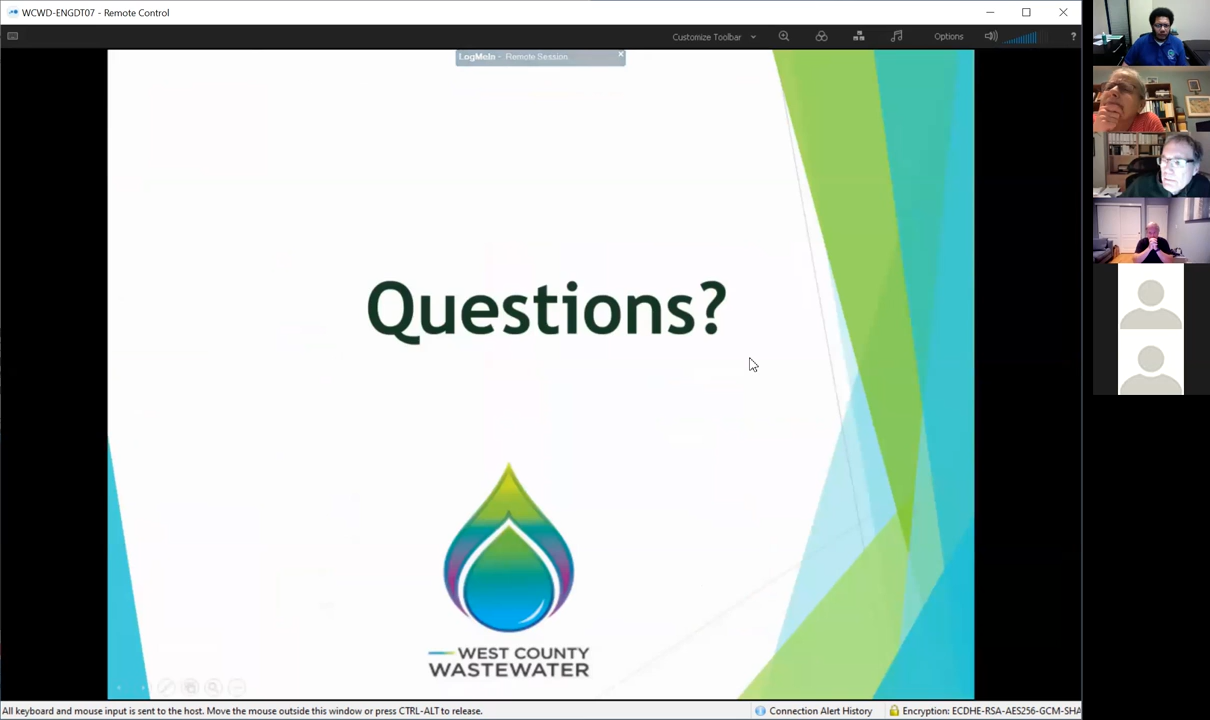 WCWD-ENGDT07 - Remote Control
Customize Toolbar
Options
?
LogMeIn - Remote Session
Questions?
WEST COUNTY
WASTEWATER
All keyboard and mouse input is sent to the host. Move the mouse outside this window or press CTRL-ALT to release.
Connection Alert History
Encryption: ECDHE-RSA-AES256-GCM-SHA